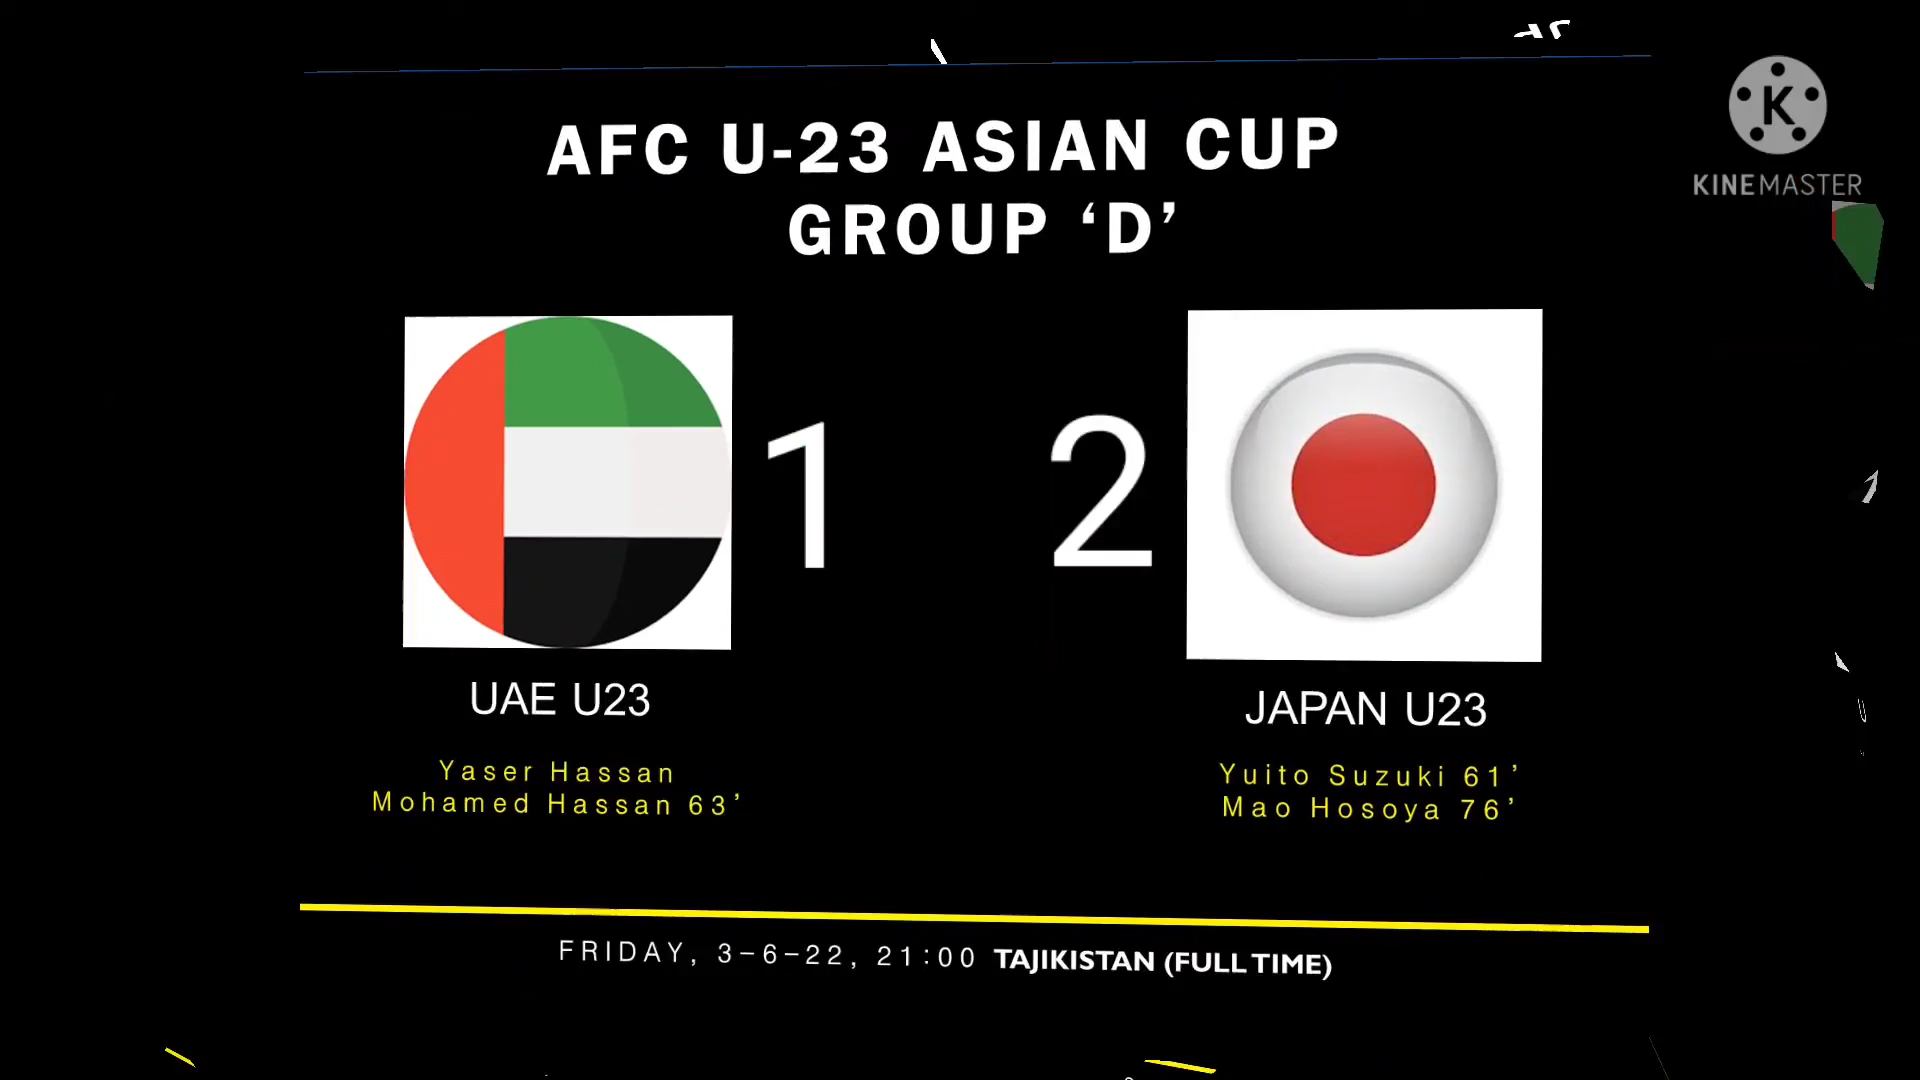 AFC U-23 ASIAN CUP
GROUP ‘D’
K
KINEMASTER
1 2
UAE U23
JAPAN U23
Yaser Hassan
Mohamed Hassan 63’
Yuito Suzuki 61’
Mao Hosoya 76’
FRIDAY, 3-6-22, 21:00 TAJIKISTAN (FULL TIME)